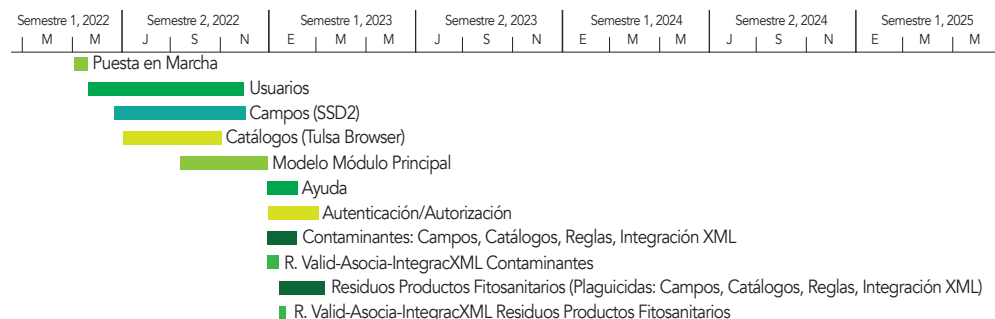 Semestre 1, 2022 Semestre 2, 2022 Semestre 1, 2023 Semestre 2, 2023 Semestre 1, 2024 Semestre 2, 2024 Semestre 1, 2025
M M J S N E M M J S N E M M J S N E M M
Puesta en Marcha
Usuarios
Campos (SSD2)
Catálogos (Tulsa Browser)
Modelo Módulo Principal
Ayuda
Autenticación/Autorización
Contaminantes: Campos, Catálogos, Reglas, Integración XML
R. Valid-Asocia-IntegracXML Contaminantes
Residuos Productos Fitosanitarios (Plaguicidas: Campos, Catálogos, Reglas, Integración XML)
R. Valid-Asocia-IntegracXML Residuos Productos Fitosanitarios